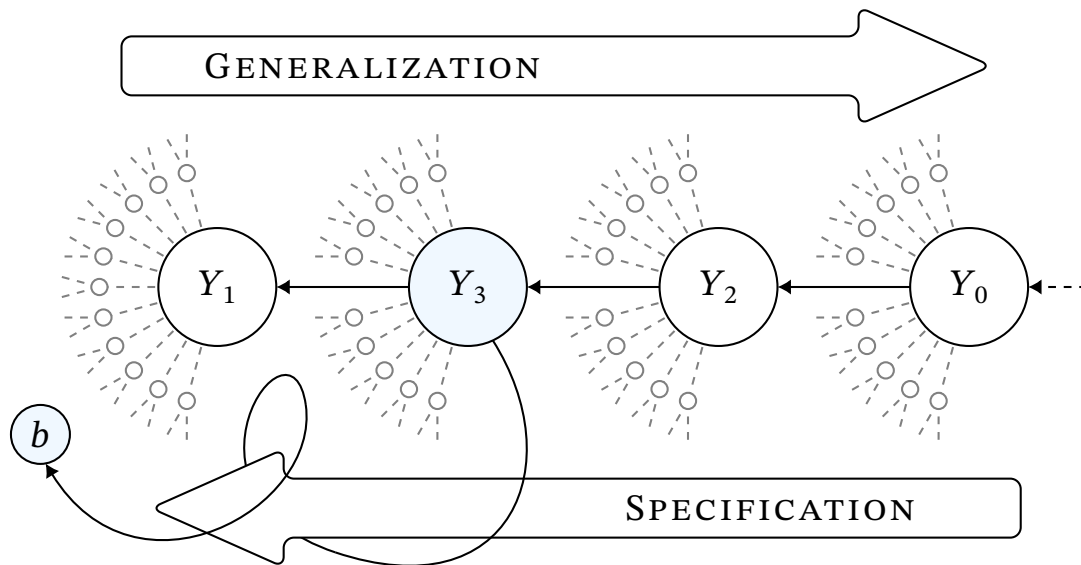 GENERALIZATION
Y₁ Y₃ Y₂ Y₀
b
SPECIFICATION